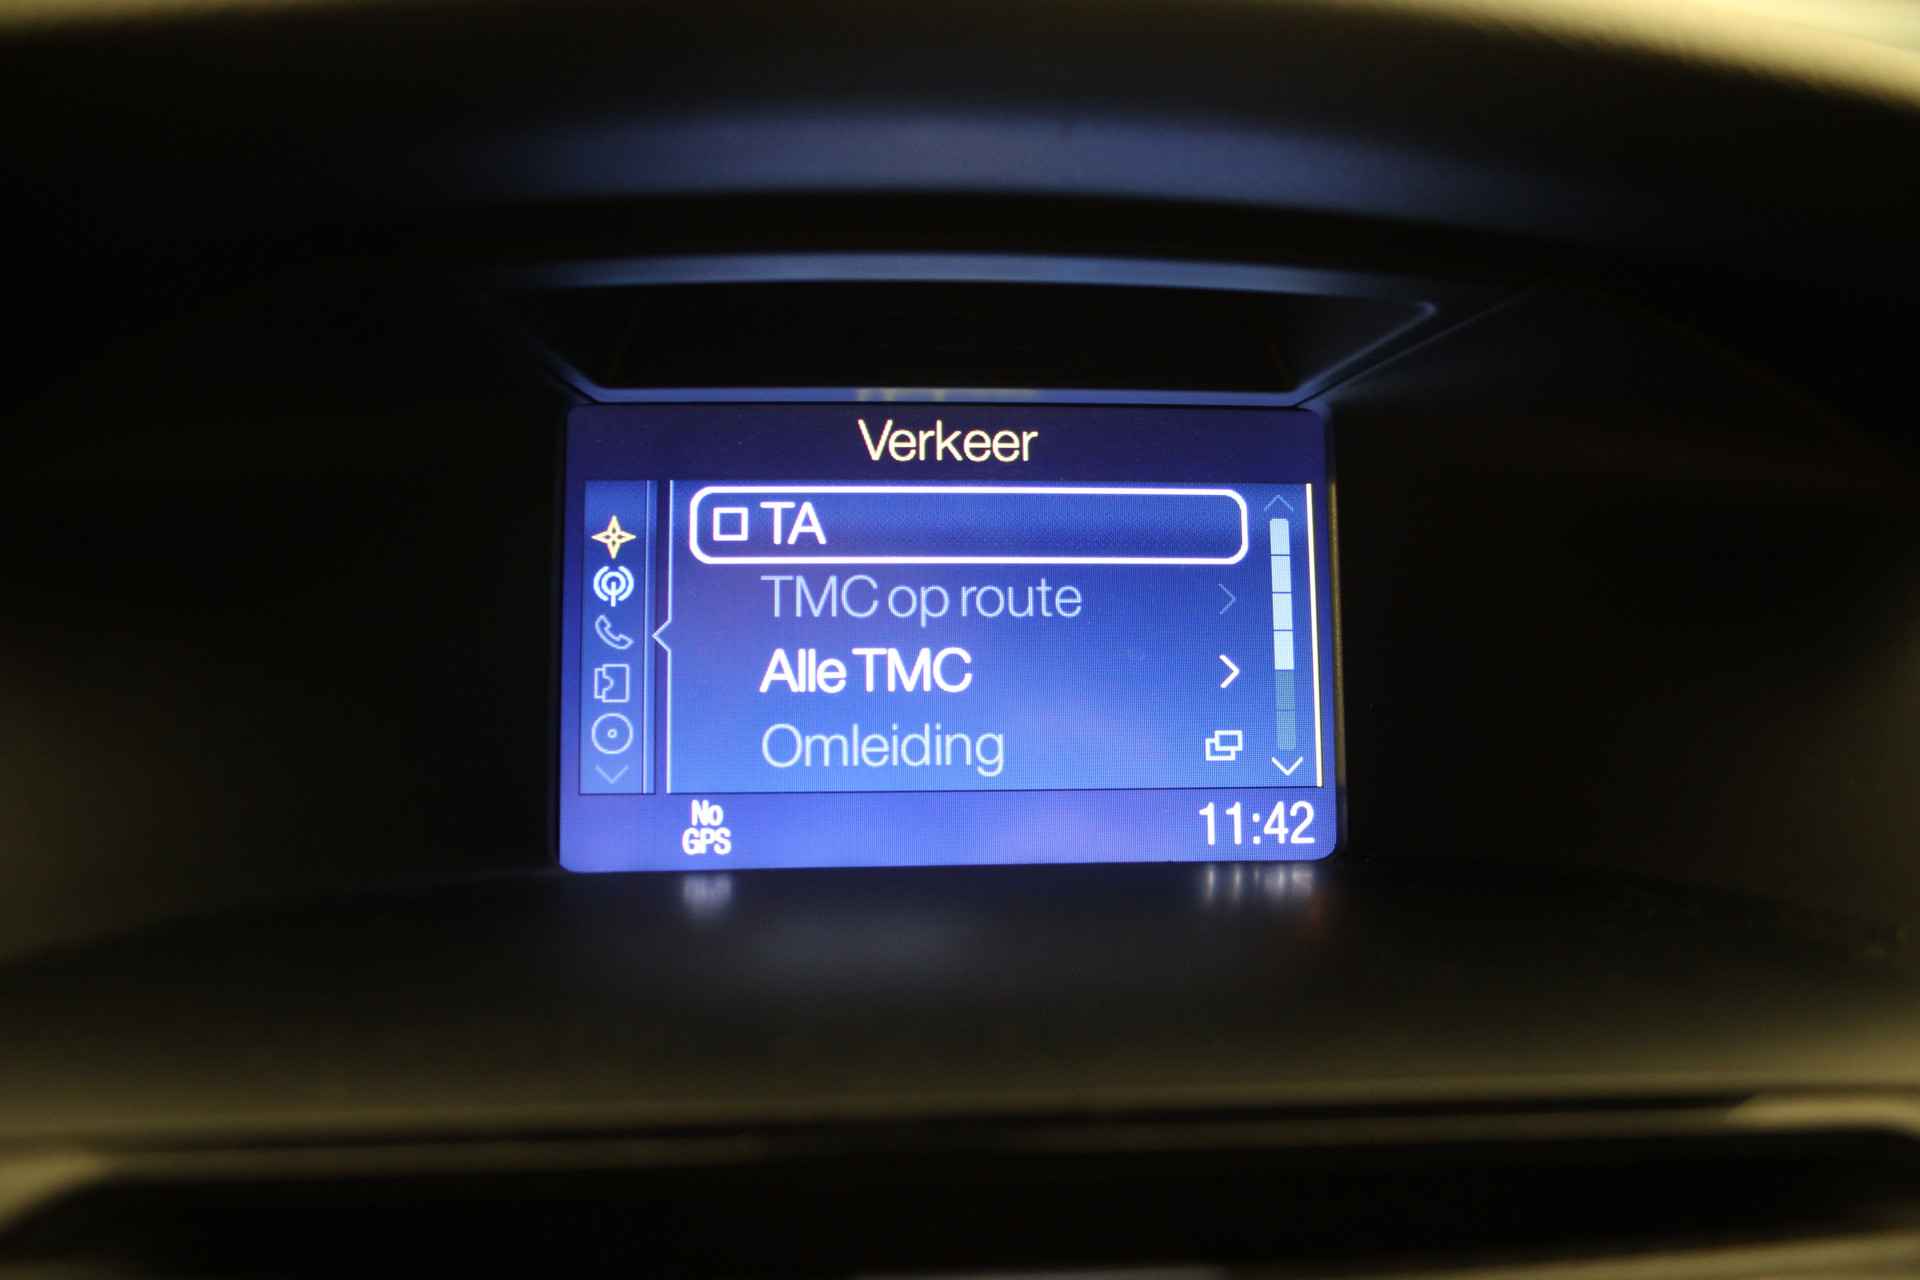 Verkeer
TA
TMC op route
Alle TMC
Omleiding
No
GPS
11:42